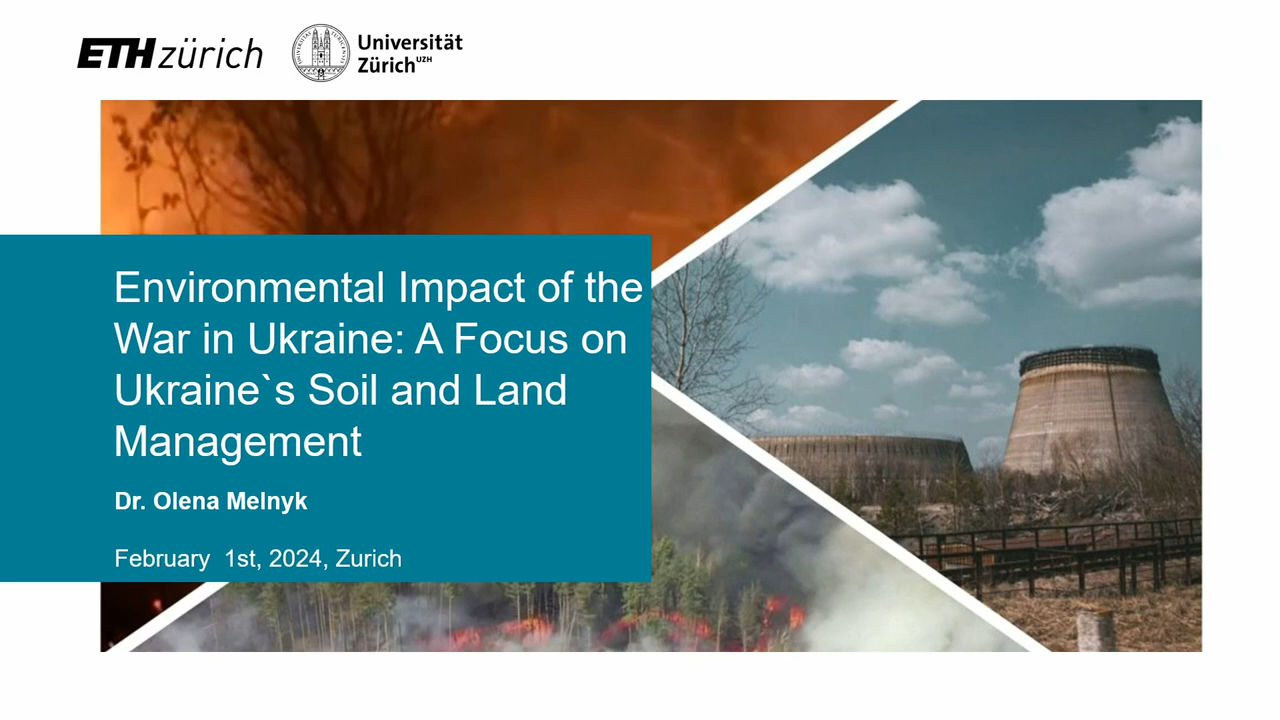 ETH zürich
Universität
Zürich UZH
Environmental Impact of the
War in Ukraine: A Focus on
Ukraine`s Soil and Land
Management
Dr. Olena Melnyk
February 1st, 2024, Zurich